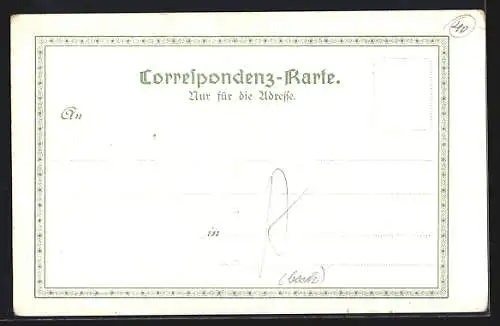 40
Correspondenz-Karte.
Nur für die Adresse.
An
in